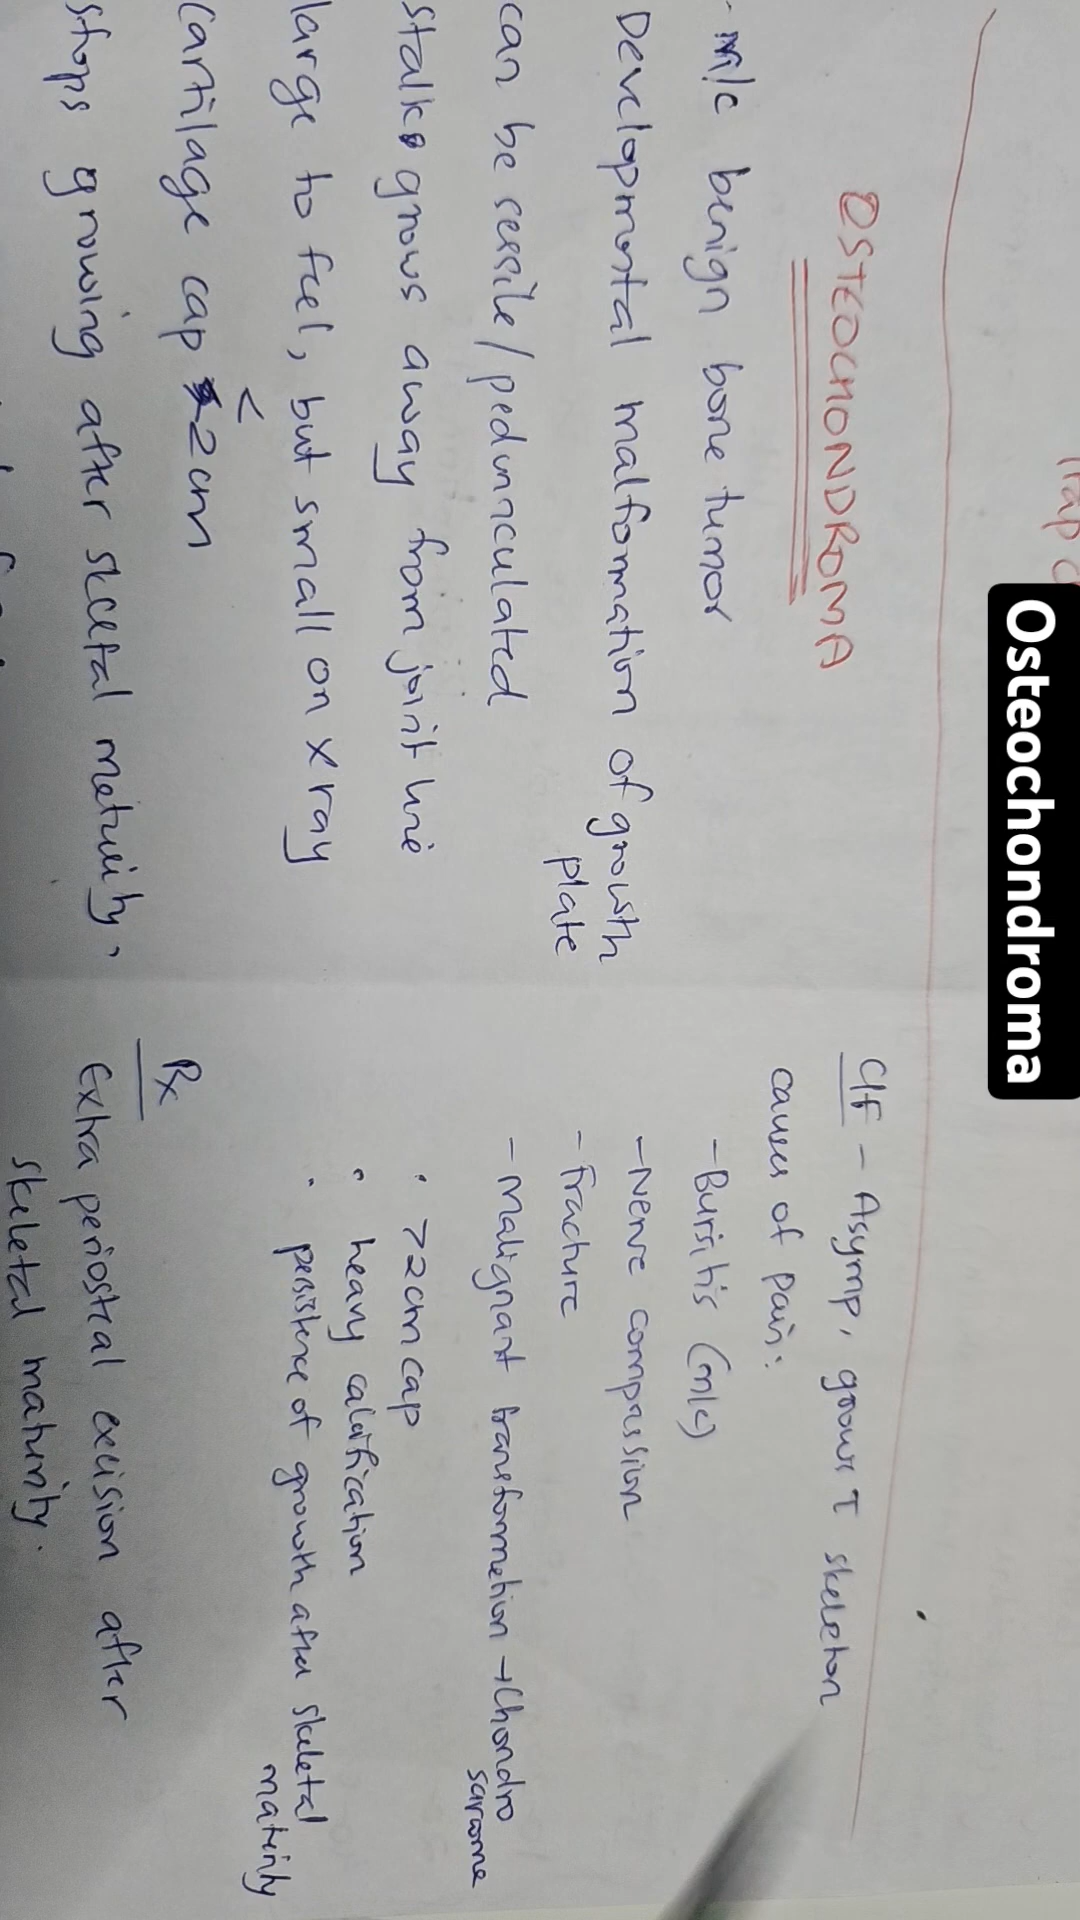 Osteochondroma
OSTEOCHONDROMA
- m/c benign bone tumor
Developmental malformation of growth
plate
can be sessile/pedunculated
stalk grows away from joint line
large to feel, but small on xray
Cartilage cap < 2cm
stops growing after skeetal maturity.
C/F - Asymp, grows T skeleton
causes of pain:
- Bursitis (m/c)
- Nerve compression
- fracture
- Malignant transformation → Chondro
sarcoma
• >2cm cap
• heavy calcification
• persistence of growth after skeletal
maturity
Rx
Extra periosteal excision after
skeletal maturity.